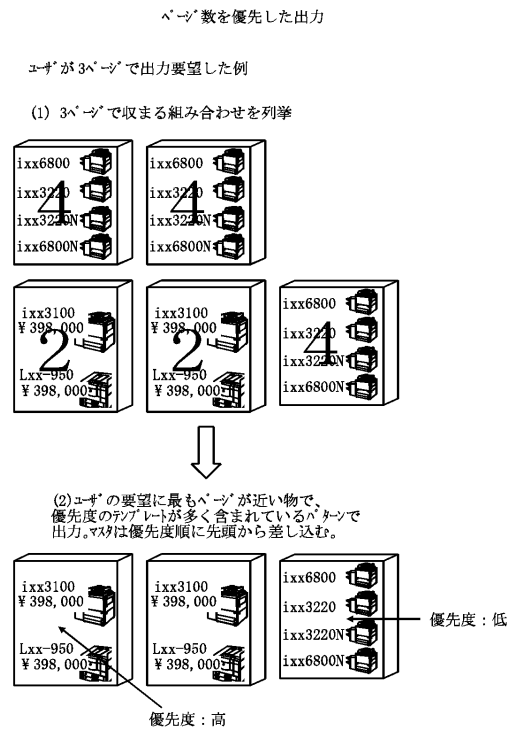 ページ数を優先した出力
ユーザが3ページで出力要望した例
(1) 3ページで収まる組み合わせを列挙
ixx6800
ixx3220
ixx3220N
ixx6800N
4
ixx6800
ixx3220
ixx3220N
ixx6800N
4
ixx3100
¥398,000
Lxx-950
¥398,000
2
ixx3100
¥398,000
Lxx-950
¥398,000
2
ixx6800
ixx3220
ixx3220N
ixx6800N
4
(2)ユーザの要望に最もページが近い物で、
優先度のテンプレートが多く含まれているパターンで
出力。マスタは優先度順に先頭から差し込む。
ixx3100
¥398,000
Lxx-950
¥398,000
ixx3100
¥398,000
Lxx-950
¥398,000
ixx6800
ixx3220
ixx3220N
ixx6800N
優先度:低
優先度:高